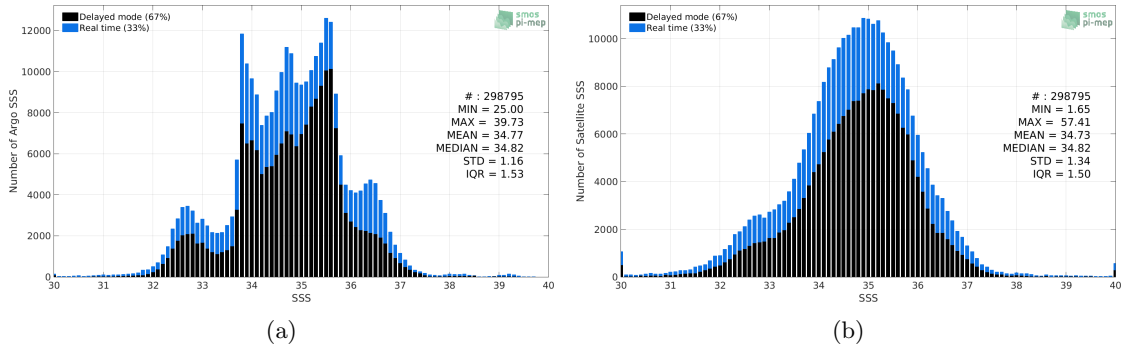 Delayed mode (67%)
Real time (33%)
smos
pi-mep
12000
10000
8000
6000
4000
2000
0
Number of Argo SSS
# : 298795
MIN = 25.00
MAX = 39.73
MEAN = 34.77
MEDIAN = 34.82
STD = 1.16
IQR = 1.53
30 31 32 33 34 35 36 37 38 39 40
SSS
(a)
Delayed mode (67%)
Real time (33%)
smos
pi-mep
10000
8000
6000
4000
2000
0
Number of Satellite SSS
# : 298795
MIN = 1.65
MAX = 57.41
MEAN = 34.73
MEDIAN = 34.82
STD = 1.34
IQR = 1.50
30 31 32 33 34 35 36 37 38 39 40
SSS
(b)